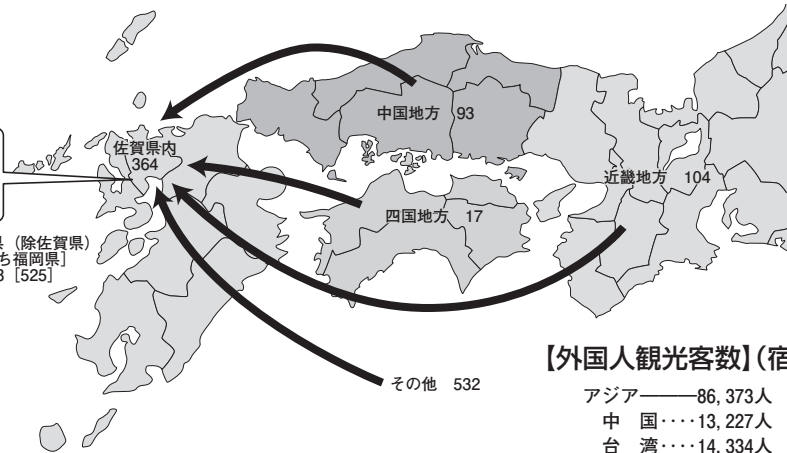 中国地方 93
佐賀県内
364
近畿地方 104
四国地方 17
（除佐賀県）
ち福岡県］
［525］
その他 532
【外国人観光客数】（宿
アジア―――86,373人
中　国‥‥13,227人
台　湾‥‥14,334人